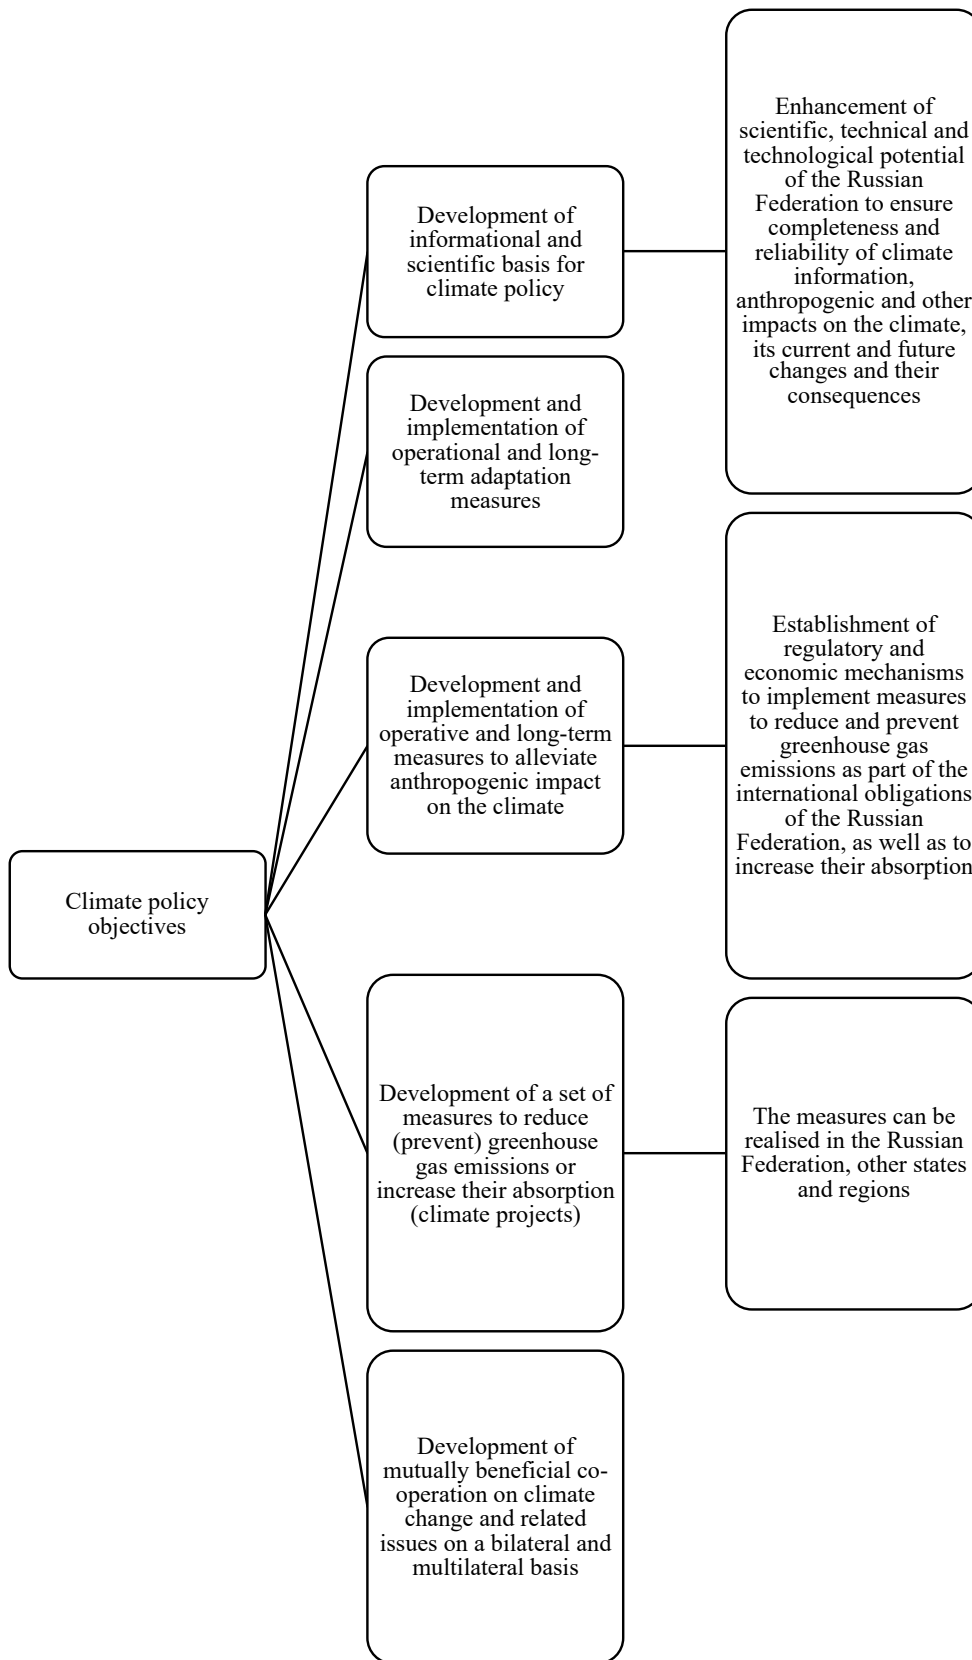 Climate policy
objectives
Development of
informational and
scientific basis for
climate policy
Enhancement of
scientific, technical and
technological potential
of the Russian
Federation to ensure
completeness and
reliability of climate
information,
anthropogenic and other
impacts on the climate,
its current and future
changes and their
consequences
Development and
implementation of
operational and long-
term adaptation
measures
Development and
implementation of
operative and long-term
measures to alleviate
anthropogenic impact
on the climate
Establishment of
regulatory and
economic mechanisms
to implement measures
to reduce and prevent
greenhouse gas
emissions as part of the
international obligations
of the Russian
Federation, as well as to
increase their absorption
Development of a set of
measures to reduce
(prevent) greenhouse
gas emissions or
increase their absorption
(climate projects)
The measures can be
realised in the Russian
Federation, other states
and regions
Development of
mutually beneficial co-
operation on climate
change and related
issues on a bilateral and
multilateral basis